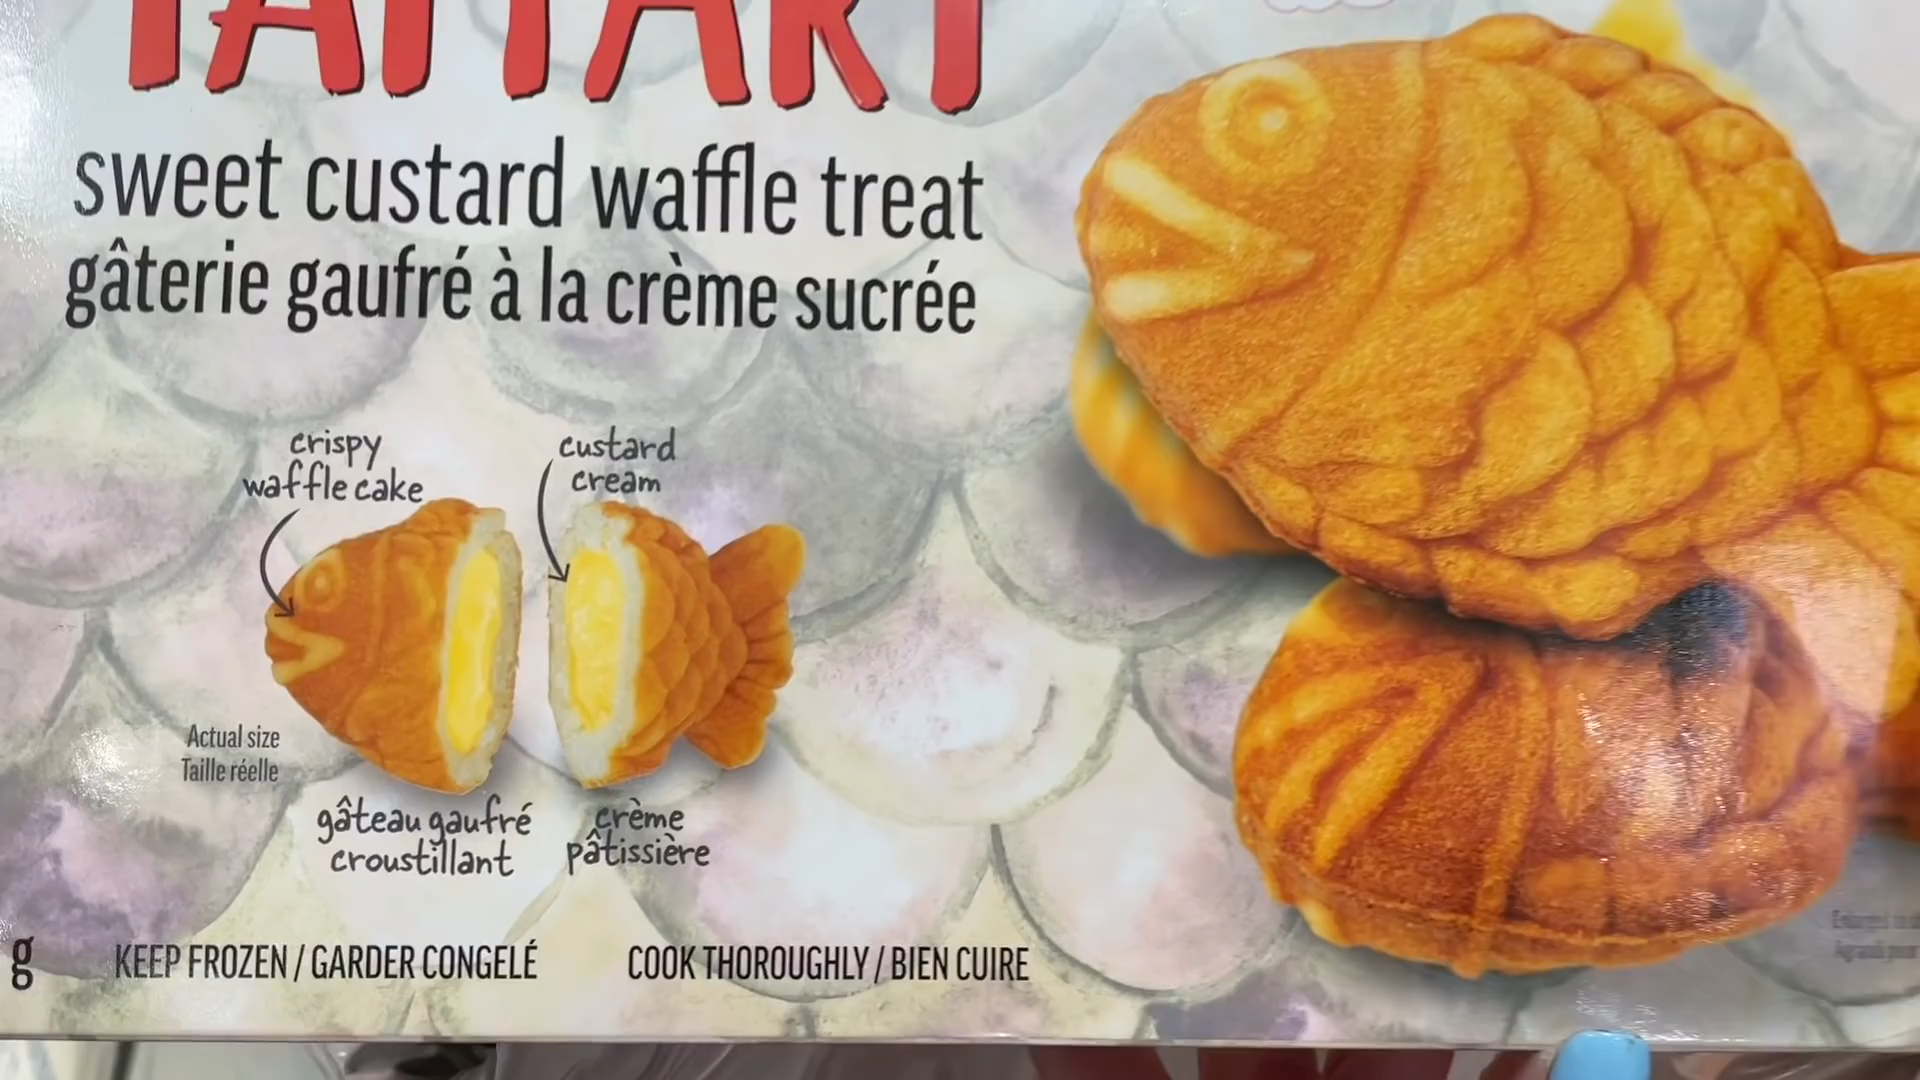 TAIYAKI
sweet custard waffle treat
gâterie gaufré à la crème sucrée
crispy
waffle cake
custard
cream
Actual size
Taille réelle
gâteau gaufré
croustillant
crème
pâtissière
g
KEEP FROZEN / GARDER CONGELÉ
COOK THOROUGHLY / BIEN CUIRE